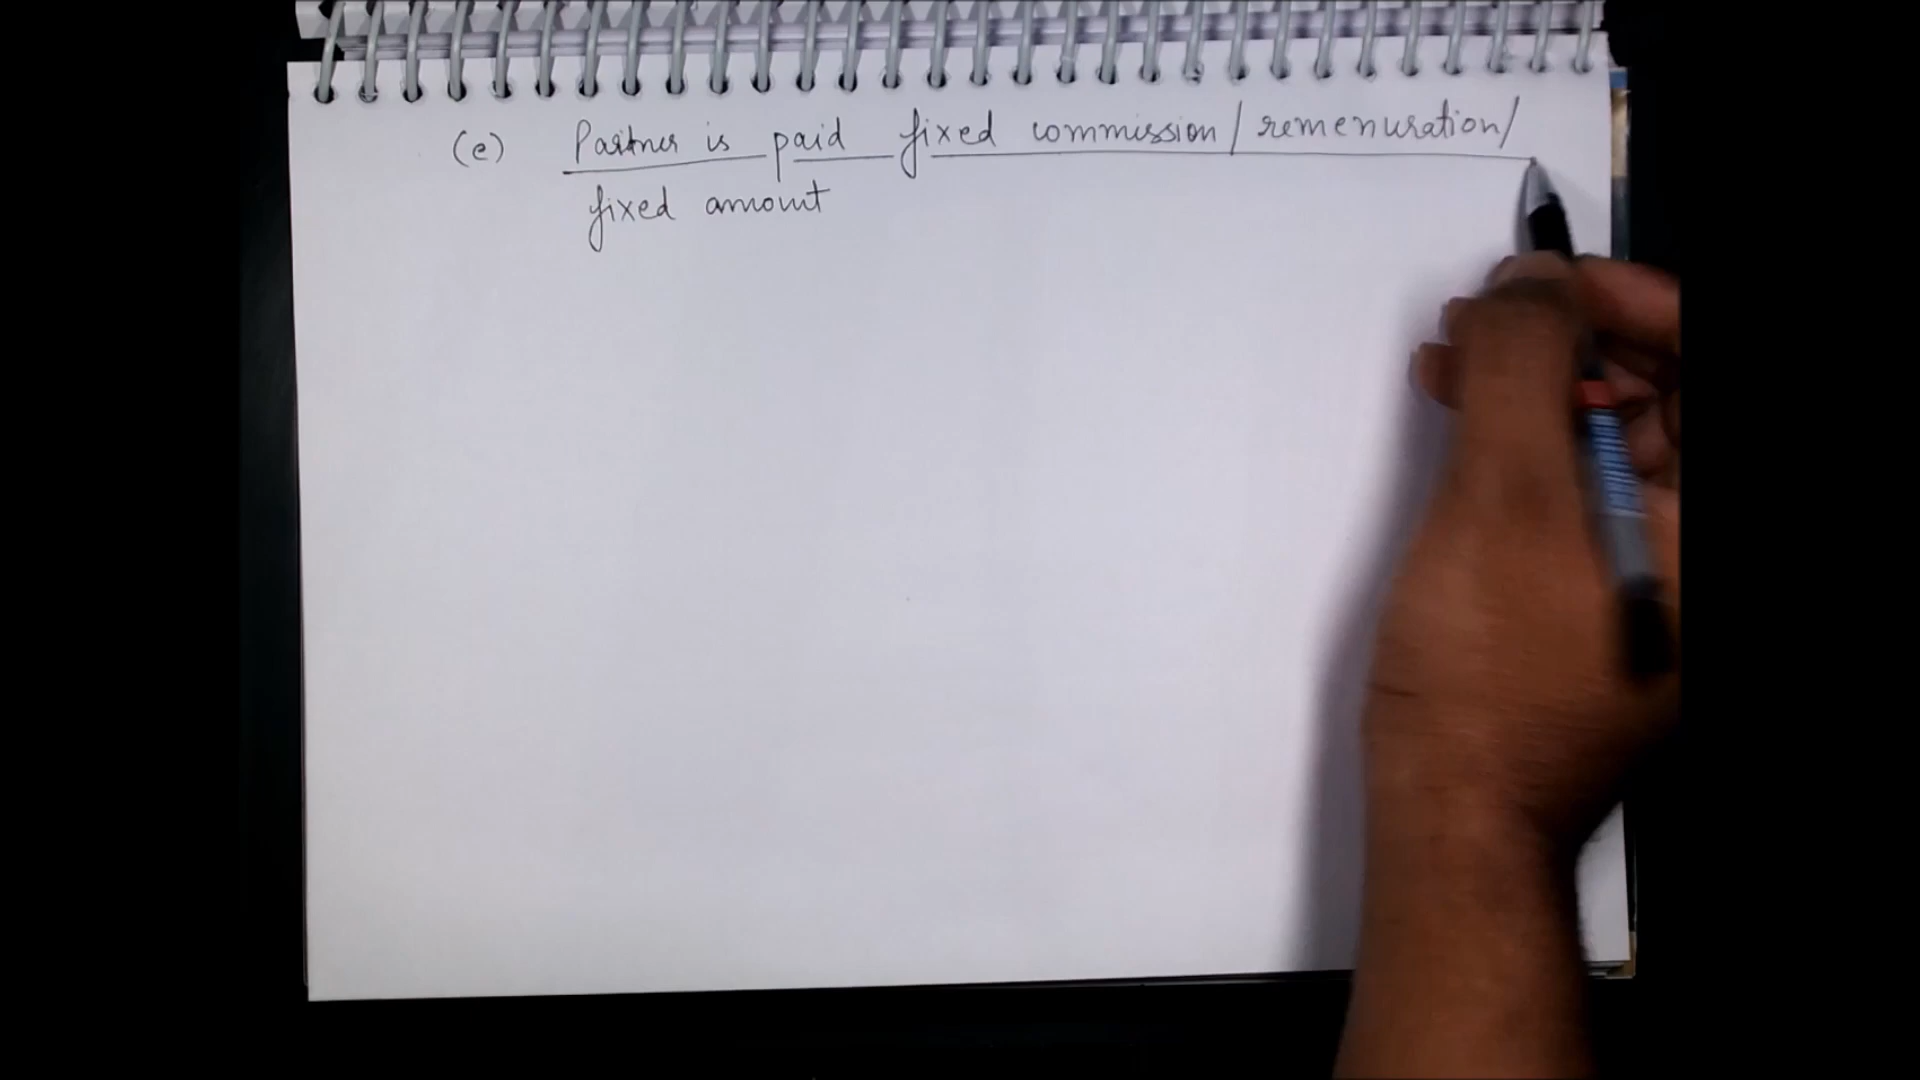 (e) Partner is paid fixed commission / remenuration /
fixed amount